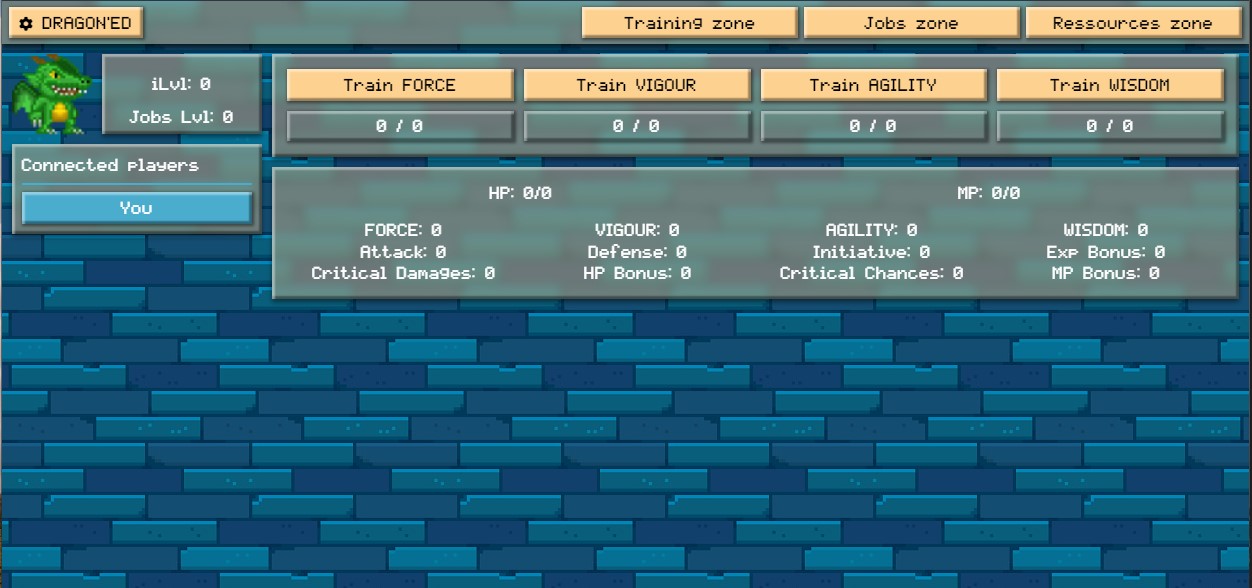 DRAGON'ED Training zone Jobs zone Ressources zone
iLvl: 0
Jobs Lvl: 0
Connected players
You
Train FORCE Train VIGOUR Train AGILITY Train WISDOM
0 / 0 0 / 0 0 / 0 0 / 0
HP: 0/0 MP: 0/0
FORCE: 0 VIGOUR: 0 AGILITY: 0 WISDOM: 0
Attack: 0 Defense: 0 Initiative: 0 Exp Bonus: 0
Critical Damages: 0 HP Bonus: 0 Critical Chances: 0 MP Bonus: 0